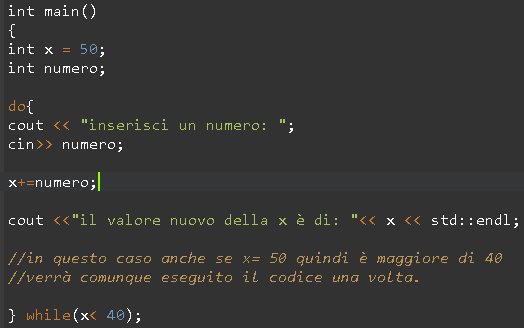 int main()
{
int x = 50;
int numero;
do{
cout << "inserisci un numero: ";
cin>> numero;
x+=numero;
cout <<"il valore nuovo della x è di: "<< x << std::endl;
//in questo caso anche se x= 50 quindi è maggiore di 40
//verrà comunque eseguito il codice una volta.
} while(x< 40);